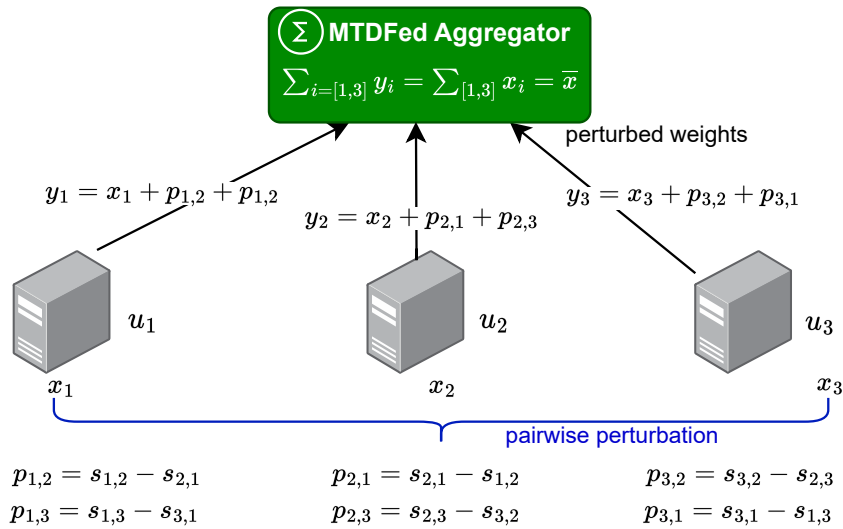 Σ MTDFed Aggregator
∑_{i=[1,3]} y_i = ∑_{[1,3]} x_i = x̅
perturbed weights
y_1 = x_1 + p_{1,2} + p_{1,2}
y_2 = x_2 + p_{2,1} + p_{2,3}
y_3 = x_3 + p_{3,2} + p_{3,1}
u_1
u_2
u_3
x_1
x_2
x_3
pairwise perturbation
p_{1,2} = s_{1,2} − s_{2,1}
p_{2,1} = s_{2,1} − s_{1,2}
p_{3,2} = s_{3,2} − s_{2,3}
p_{1,3} = s_{1,3} − s_{3,1}
p_{2,3} = s_{2,3} − s_{3,2}
p_{3,1} = s_{3,1} − s_{1,3}